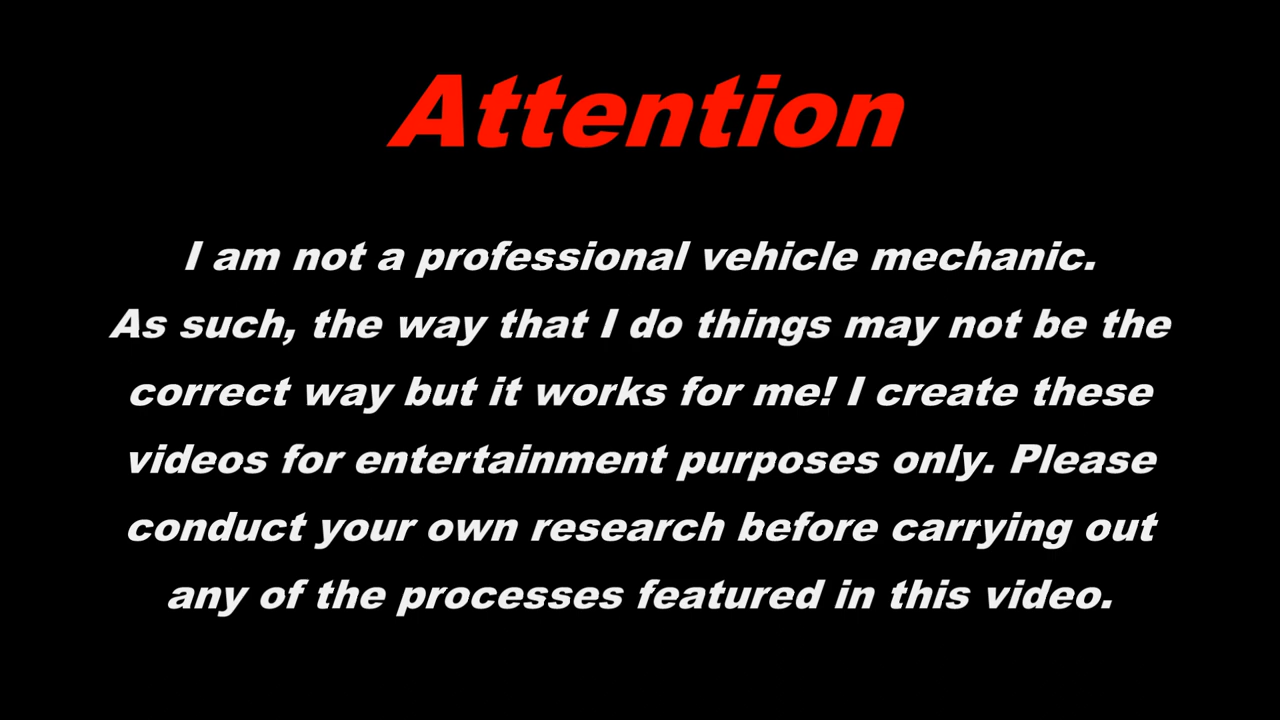 Attention
I am not a professional vehicle mechanic.
As such, the way that I do things may not be the
correct way but it works for me! I create these
videos for entertainment purposes only. Please
conduct your own research before carrying out
any of the processes featured in this video.